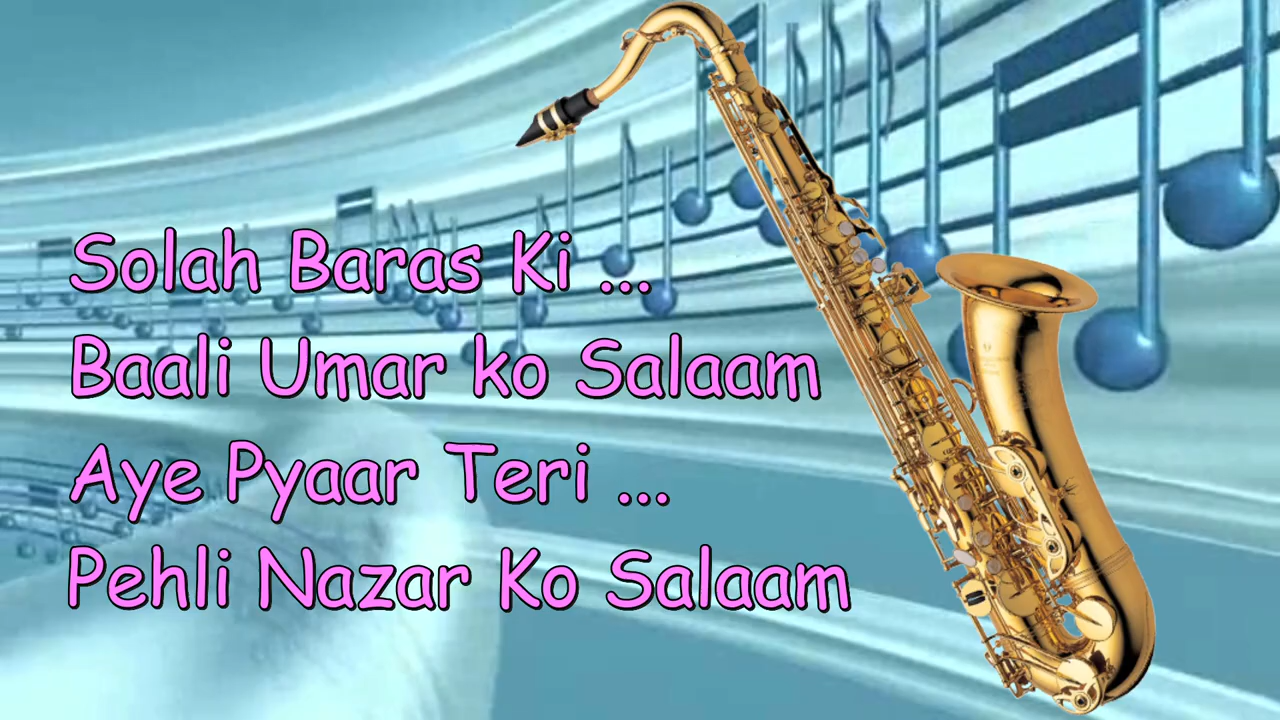 Solah Baras Ki ...
Baali Umar ko Salaam
Aye Pyaar Teri ...
Pehli Nazar Ko Salaam